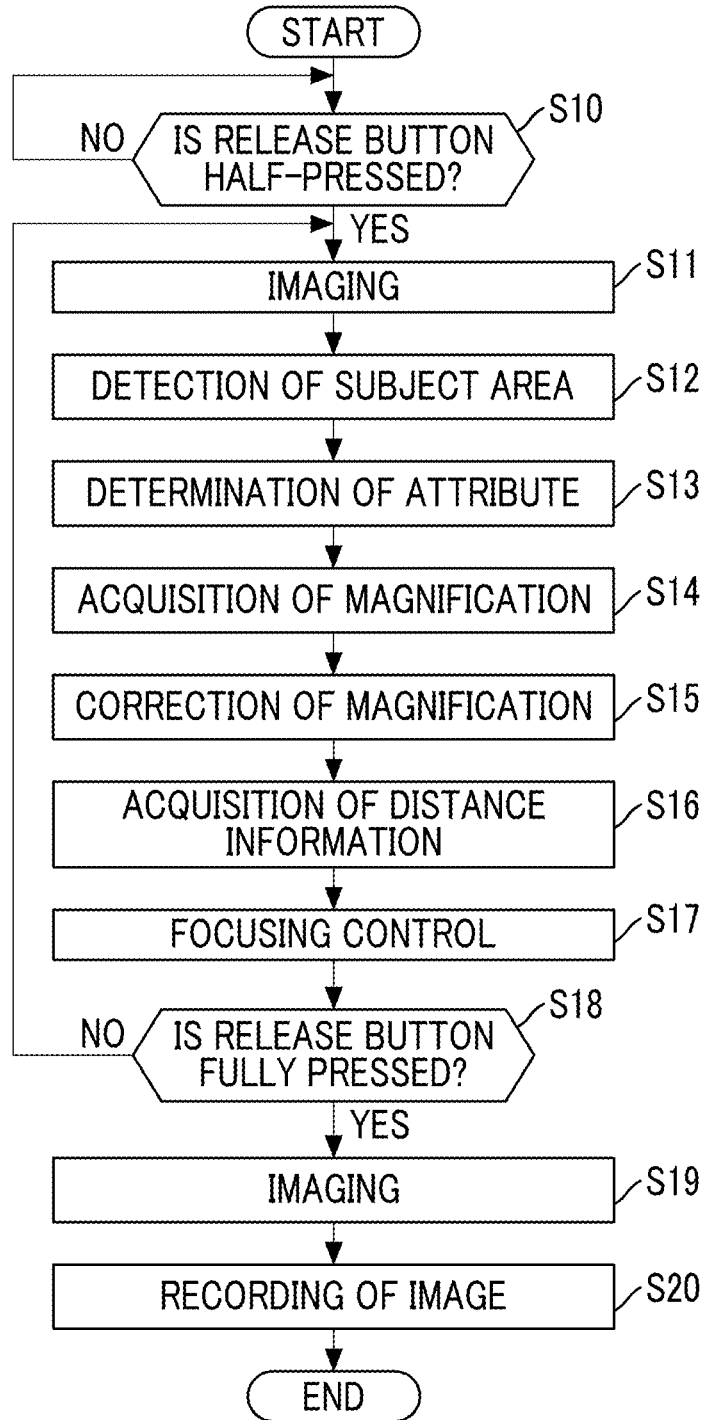 START
S10
NO
IS RELEASE BUTTON
HALF-PRESSED?
YES
S11
IMAGING
S12
DETECTION OF SUBJECT AREA
S13
DETERMINATION OF ATTRIBUTE
S14
ACQUISITION OF MAGNIFICATION
S15
CORRECTION OF MAGNIFICATION
S16
ACQUISITION OF DISTANCE
INFORMATION
S17
FOCUSING CONTROL
S18
NO
IS RELEASE BUTTON
FULLY PRESSED?
YES
S19
IMAGING
S20
RECORDING OF IMAGE
END